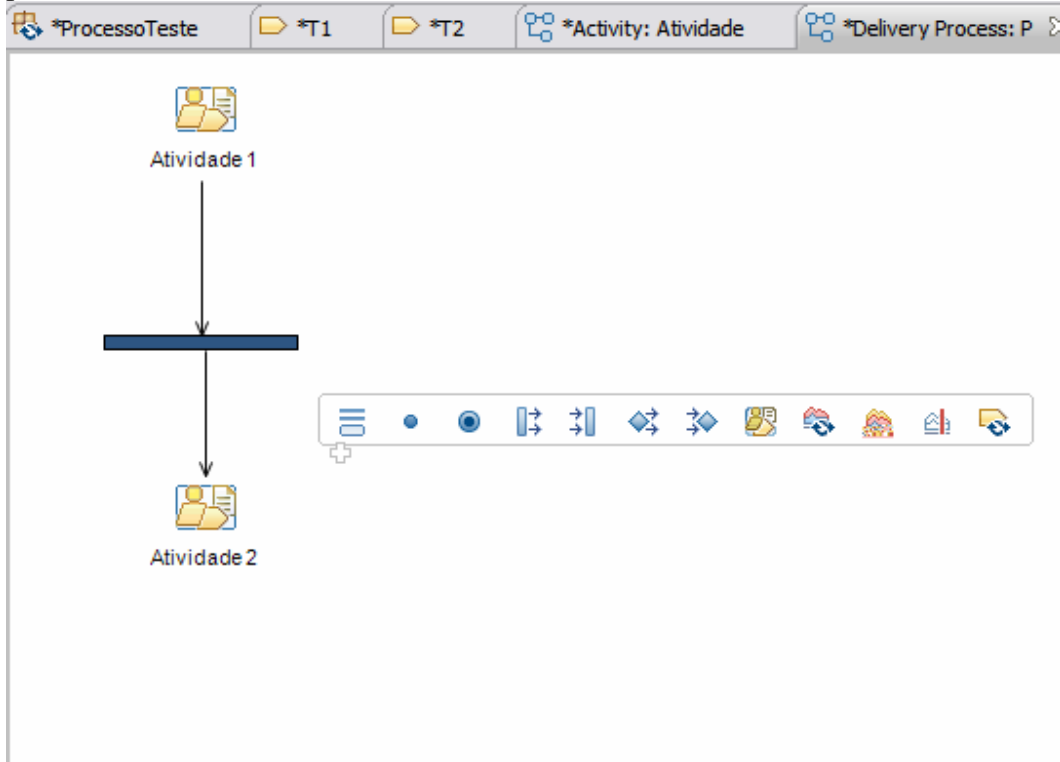 *ProcessoTeste *T1 *T2 *Activity: Atividade *Delivery Process: P
Atividade 1
Atividade 2